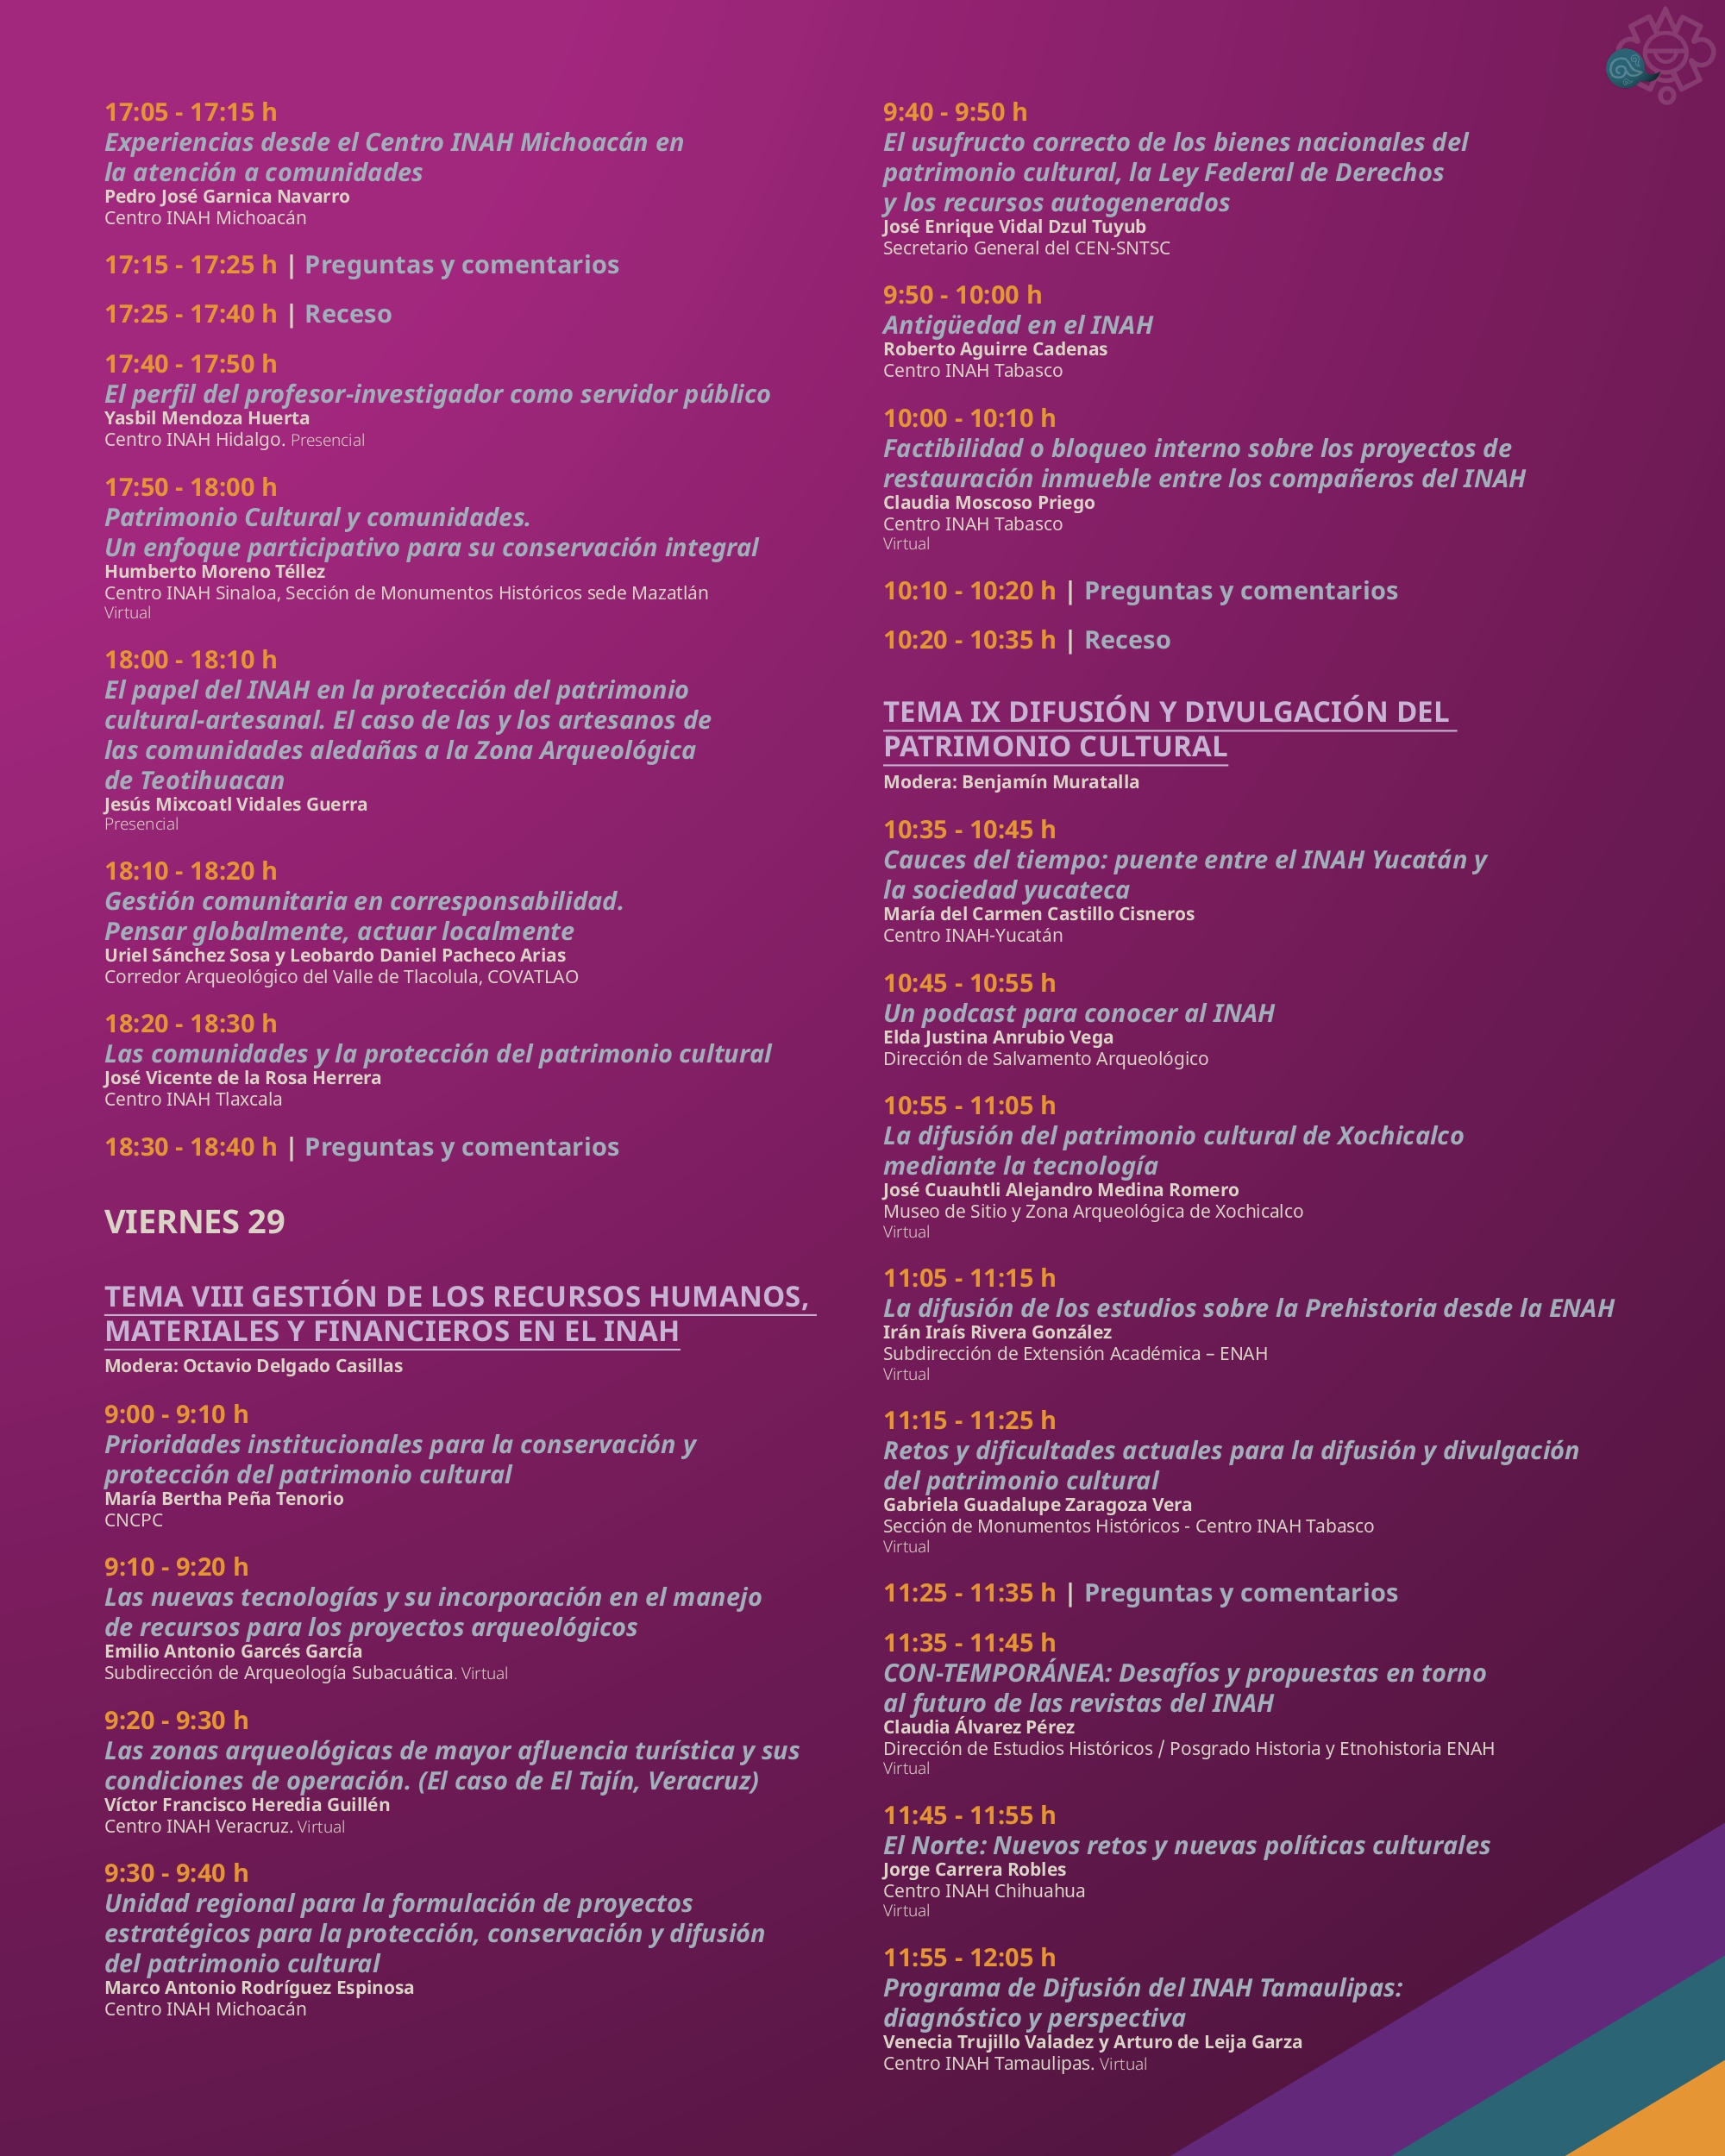 17:05 - 17:15 h
Experiencias desde el Centro INAH Michoacán en
la atención a comunidades
Pedro José Garnica Navarro
Centro INAH Michoacán
17:15 - 17:25 h | Preguntas y comentarios
17:25 - 17:40 h | Receso
17:40 - 17:50 h
El perfil del profesor-investigador como servidor público
Yasbil Mendoza Huerta
Centro INAH Hidalgo. Presencial
17:50 - 18:00 h
Patrimonio Cultural y comunidades.
Un enfoque participativo para su conservación integral
Humberto Moreno Téllez
Centro INAH Sinaloa, Sección de Monumentos Históricos sede Mazatlán
Virtual
18:00 - 18:10 h
El papel del INAH en la protección del patrimonio
cultural-artesanal. El caso de las y los artesanos de
las comunidades aledañas a la Zona Arqueológica
de Teotihuacan
Jesús Mixcoatl Vidales Guerra
Presencial
18:10 - 18:20 h
Gestión comunitaria en corresponsabilidad.
Pensar globalmente, actuar localmente
Uriel Sánchez Sosa y Leobardo Daniel Pacheco Arias
Corredor Arqueológico del Valle de Tlacolula, COVATLAO
18:20 - 18:30 h
Las comunidades y la protección del patrimonio cultural
José Vicente de la Rosa Herrera
Centro INAH Tlaxcala
18:30 - 18:40 h | Preguntas y comentarios
VIERNES 29
TEMA VIII GESTIÓN DE LOS RECURSOS HUMANOS,
MATERIALES Y FINANCIEROS EN EL INAH
Modera: Octavio Delgado Casillas
9:00 - 9:10 h
Prioridades institucionales para la conservación y
protección del patrimonio cultural
María Bertha Peña Tenorio
CNCPC
9:10 - 9:20 h
Las nuevas tecnologías y su incorporación en el manejo
de recursos para los proyectos arqueológicos
Emilio Antonio Garcés García
Subdirección de Arqueología Subacuática. Virtual
9:20 - 9:30 h
Las zonas arqueológicas de mayor afluencia turística y sus
condiciones de operación. (El caso de El Tajín, Veracruz)
Víctor Francisco Heredia Guillén
Centro INAH Veracruz. Virtual
9:30 - 9:40 h
Unidad regional para la formulación de proyectos
estratégicos para la protección, conservación y difusión
del patrimonio cultural
Marco Antonio Rodríguez Espinosa
Centro INAH Michoacán
9:40 - 9:50 h
El usufructo correcto de los bienes nacionales del
patrimonio cultural, la Ley Federal de Derechos
y los recursos autogenerados
José Enrique Vidal Dzul Tuyub
Secretario General del CEN-SNTSC
9:50 - 10:00 h
Antigüedad en el INAH
Roberto Aguirre Cadenas
Centro INAH Tabasco
10:00 - 10:10 h
Factibilidad o bloqueo interno sobre los proyectos de
restauración inmueble entre los compañeros del INAH
Claudia Moscoso Priego
Centro INAH Tabasco
Virtual
10:10 - 10:20 h | Preguntas y comentarios
10:20 - 10:35 h | Receso
TEMA IX DIFUSIÓN Y DIVULGACIÓN DEL
PATRIMONIO CULTURAL
Modera: Benjamín Muratalla
10:35 - 10:45 h
Cauces del tiempo: puente entre el INAH Yucatán y
la sociedad yucateca
María del Carmen Castillo Cisneros
Centro INAH-Yucatán
10:45 - 10:55 h
Un podcast para conocer al INAH
Elda Justina Anrubio Vega
Dirección de Salvamento Arqueológico
10:55 - 11:05 h
La difusión del patrimonio cultural de Xochicalco
mediante la tecnología
José Cuauhtli Alejandro Medina Romero
Museo de Sitio y Zona Arqueológica de Xochicalco
Virtual
11:05 - 11:15 h
La difusión de los estudios sobre la Prehistoria desde la ENAH
Irán Iraís Rivera González
Subdirección de Extensión Académica – ENAH
Virtual
11:15 - 11:25 h
Retos y dificultades actuales para la difusión y divulgación
del patrimonio cultural
Gabriela Guadalupe Zaragoza Vera
Sección de Monumentos Históricos - Centro INAH Tabasco
Virtual
11:25 - 11:35 h | Preguntas y comentarios
11:35 - 11:45 h
CON-TEMPORÁNEA: Desafíos y propuestas en torno
al futuro de las revistas del INAH
Claudia Álvarez Pérez
Dirección de Estudios Históricos / Posgrado Historia y Etnohistoria ENAH
Virtual
11:45 - 11:55 h
El Norte: Nuevos retos y nuevas políticas culturales
Jorge Carrera Robles
Centro INAH Chihuahua
Virtual
11:55 - 12:05 h
Programa de Difusión del INAH Tamaulipas:
diagnóstico y perspectiva
Venecia Trujillo Valadez y Arturo de Leija Garza
Centro INAH Tamaulipas. Virtual